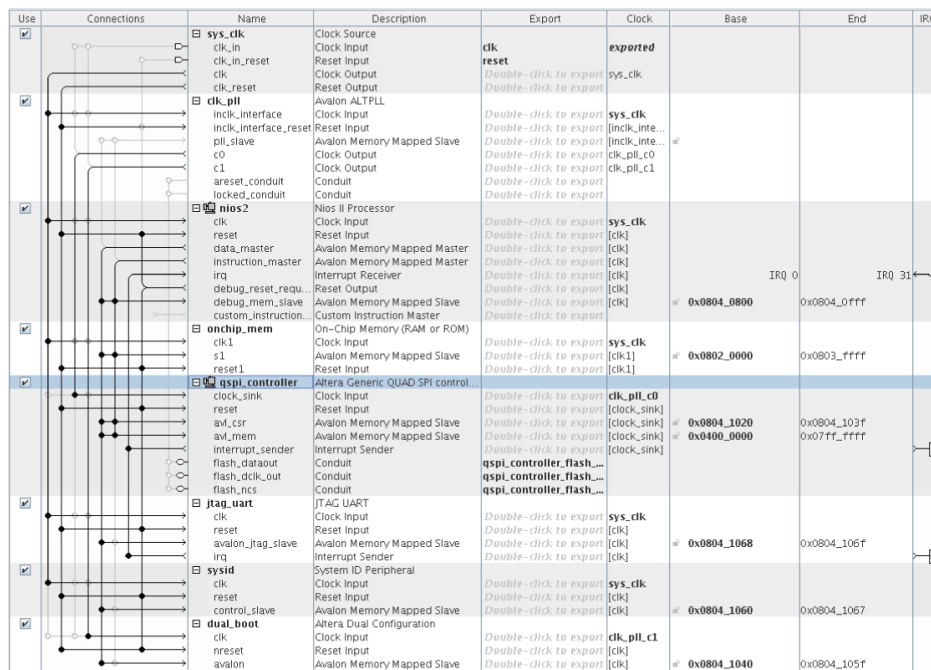 Use Connections Name Description Export Clock Base End IR
sys_clk Clock Source
clk_in Clock Input clk exported
clk_in_reset Reset Input reset
clk Clock Output Double-click to export sys_clk
clk_reset Reset Output Double-click to export
clk_pll Avalon ALTPLL
inclk_interface Clock Input Double-click to export sys_clk
inclk_interface_reset Reset Input Double-click to export [inclk_inte...
pll_slave Avalon Memory Mapped Slave Double-click to export [inclk_inte...
c0 Clock Output Double-click to export clk_pll_c0
c1 Clock Output Double-click to export clk_pll_c1
areset_conduit Conduit Double-click to export
locked_conduit Conduit Double-click to export
nios2 Nios II Processor
clk Clock Input Double-click to export sys_clk
reset Reset Input Double-click to export [clk]
data_master Avalon Memory Mapped Master Double-click to export [clk]
instruction_master Avalon Memory Mapped Master Double-click to export [clk]
irq Interrupt Receiver Double-click to export [clk] IRQ 0 IRQ 31
debug_reset_requ... Reset Output Double-click to export [clk]
debug_mem_slave Avalon Memory Mapped Slave Double-click to export [clk] 0x0804_0800 0x0804_0fff
custom_instruction... Custom Instruction Master Double-click to export
onchip_mem On-Chip Memory (RAM or ROM)
clk1 Clock Input Double-click to export sys_clk
s1 Avalon Memory Mapped Slave Double-click to export [clk1] 0x0802_0000 0x0803_ffff
reset1 Reset Input Double-click to export [clk1]
qspi_controller Altera Generic QUAD SPI control...
clock_sink Clock Input Double-click to export clk_pll_c0
reset Reset Input Double-click to export [clock_sink]
avl_csr Avalon Memory Mapped Slave Double-click to export [clock_sink] 0x0804_1020 0x0804_103f
avl_mem Avalon Memory Mapped Slave Double-click to export [clock_sink] 0x0400_0000 0x07ff_ffff
interrupt_sender Interrupt Sender Double-click to export [clock_sink]
flash_dataout Conduit qspi_controller_flash_...
flash_dclk_out Conduit qspi_controller_flash_...
flash_ncs Conduit qspi_controller_flash_...
jtag_uart JTAG UART
clk Clock Input Double-click to export sys_clk
reset Reset Input Double-click to export [clk]
avalon_jtag_slave Avalon Memory Mapped Slave Double-click to export [clk] 0x0804_1068 0x0804_106f
irq Interrupt Sender Double-click to export [clk]
sysid System ID Peripheral
clk Clock Input Double-click to export sys_clk
reset Reset Input Double-click to export [clk]
control_slave Avalon Memory Mapped Slave Double-click to export [clk] 0x0804_1060 0x0804_1067
dual_boot Altera Dual Configuration
clk Clock Input Double-click to export clk_pll_c1
nreset Reset Input Double-click to export [clk]
avalon Avalon Memory Mapped Slave Double-click to export [clk] 0x0804_1040 0x0804_105f